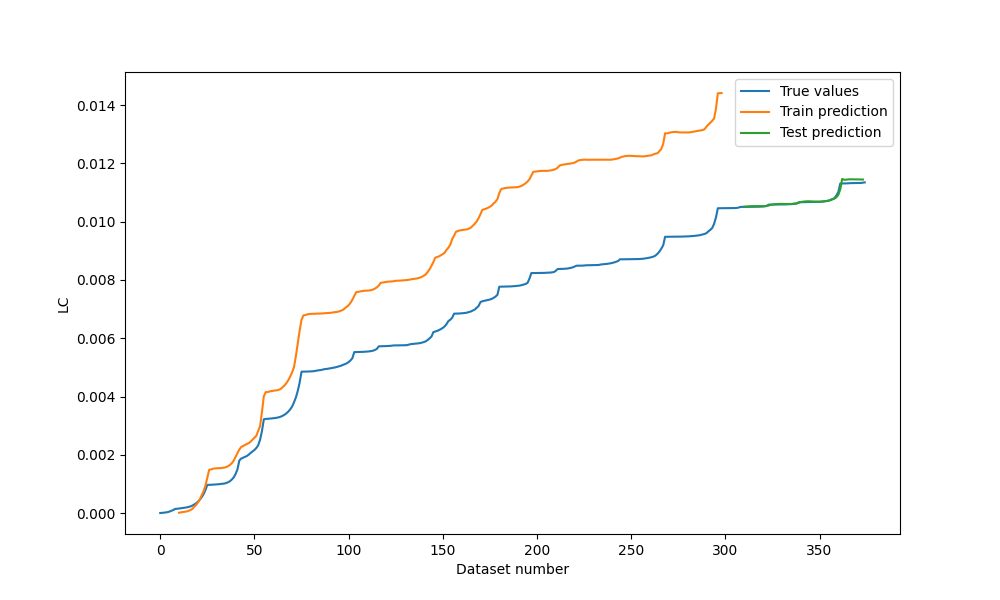 True values
Train prediction
Test prediction
0.014
0.012
0.010
0.008
0.006
0.004
0.002
0.000
LC
0 50 100 150 200 250 300 350
Dataset number